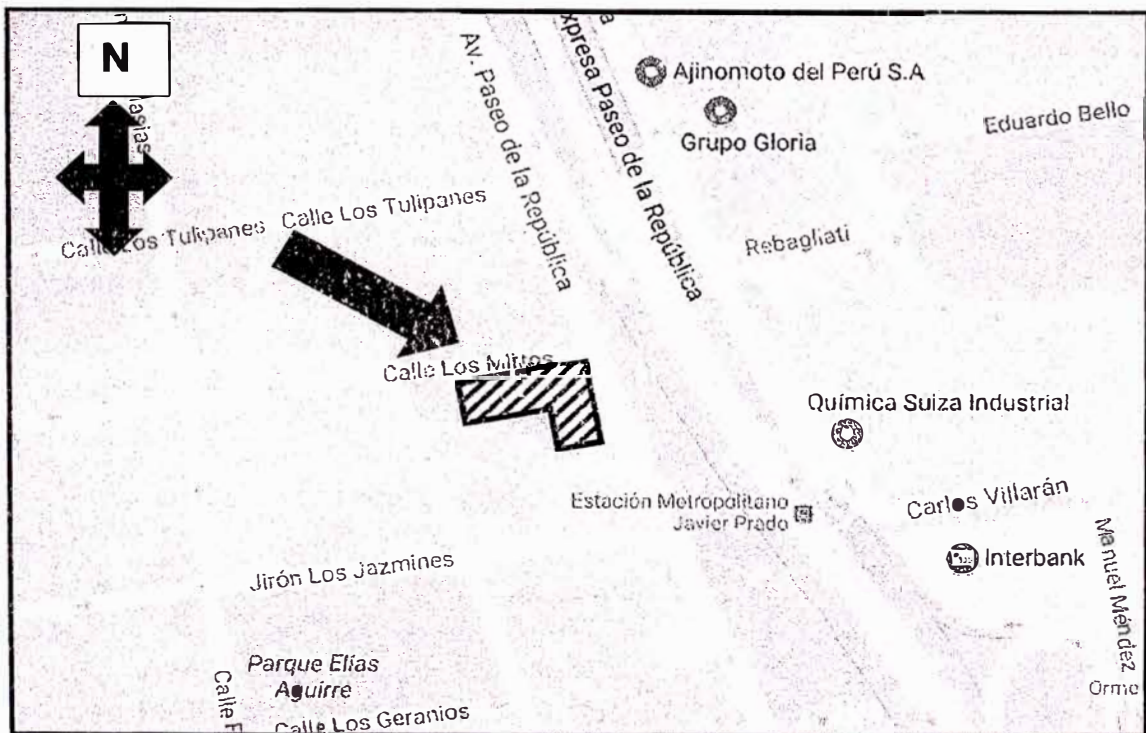 N
Av. Paseo de la República
xpresa Paseo de la República
Ajinomoto del Perú S.A
Grupo Gloria
Eduardo Bello
Calle Los Tulipanes
Calle Los Tulipanes
Rebagliati
Calle Los Mirtos
Química Suiza Industrial
Estación Metropolitano
Javier Prado
Carlos Villarán
Interbank
Manuel Méndez
Jirón Los Jazmines
Parque Elías
Aguirre
Calle Los Geranios
Orme